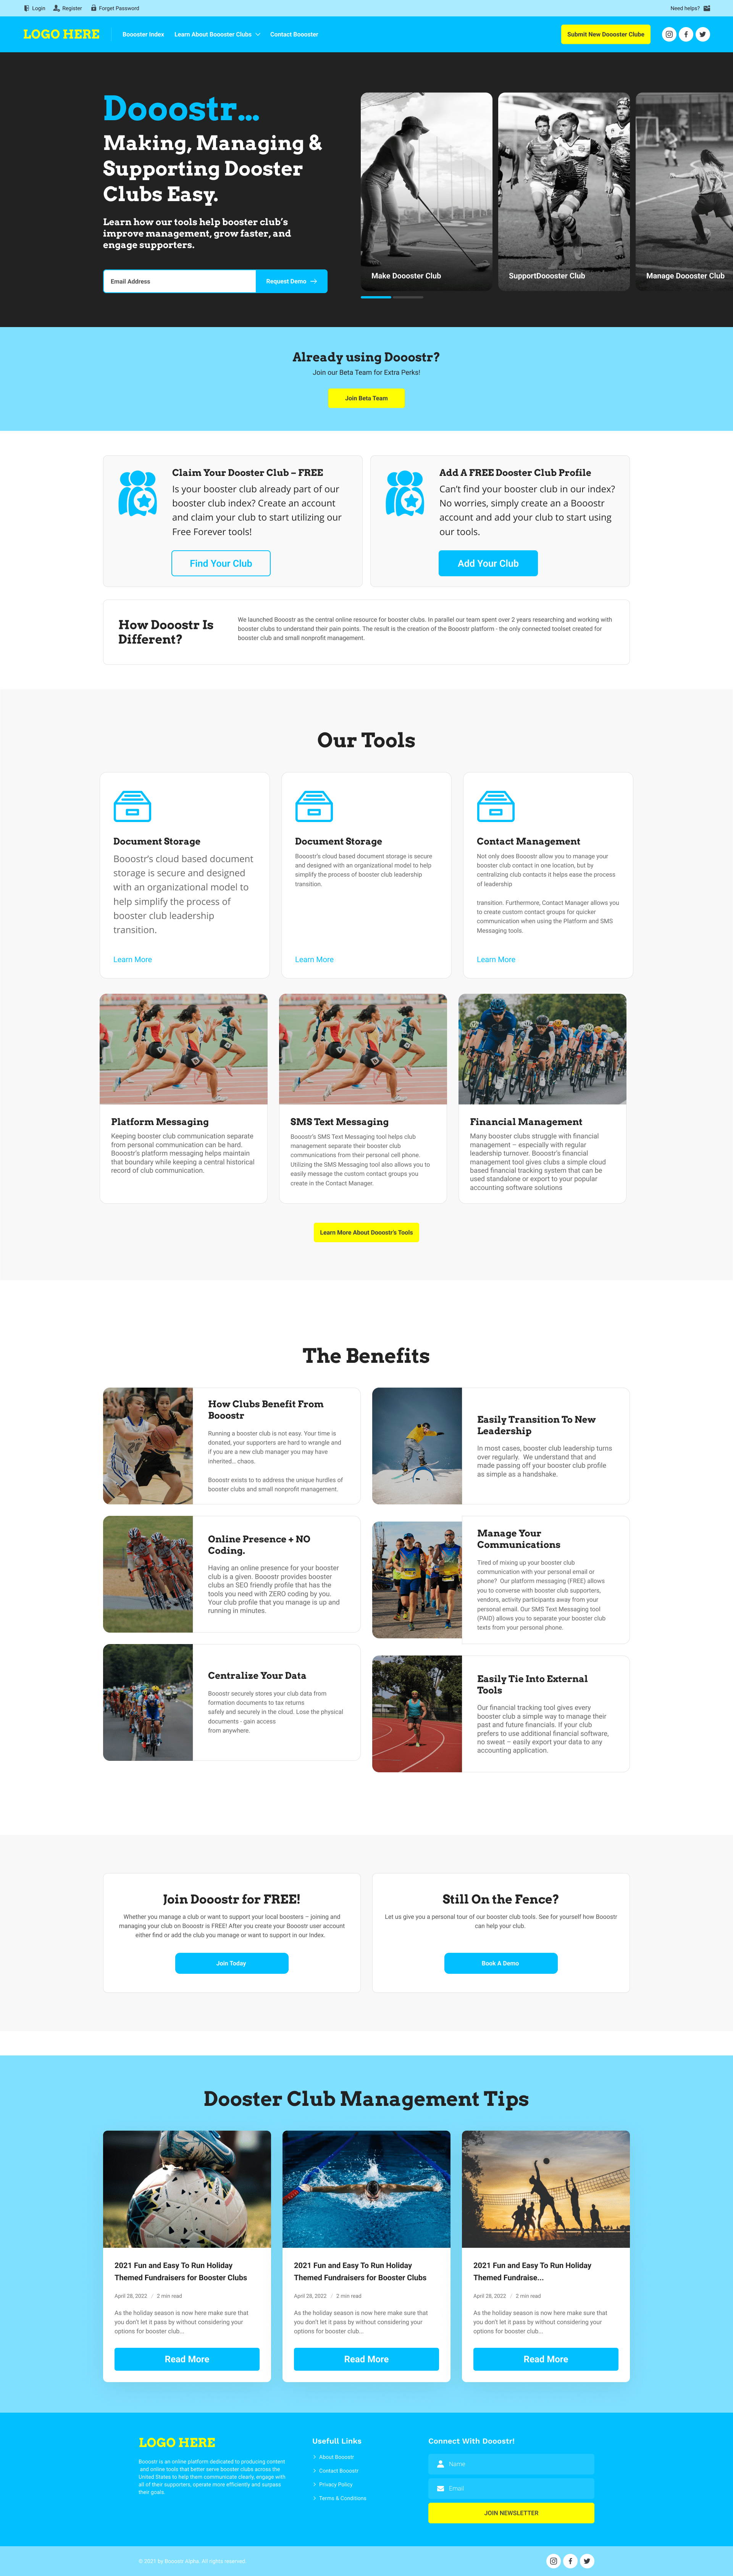 Login Register Forget Password Need helps?
LOGO HERE Boooster Index Learn About Boooster Clubs Contact Boooster Submit New Doooster Clube
Dooostr...
Making, Managing &
Supporting Dooster
Clubs Easy.
Learn how our tools help booster club's
improve management, grow faster, and
engage supporters.
Email Address Request Demo
Make Doooster Club
SupportDoooster Club
Manage Doooster Club
Already using Dooostr?
Join our Beta Team for Extra Perks!
Join Beta Team
Claim Your Dooster Club – FREE
Is your booster club already part of our
booster club index? Create an account
and claim your club to start utilizing our
Free Forever tools!
Find Your Club
Add A FREE Dooster Club Profile
Can't find your booster club in our index?
No worries, simply create an a Booostr
account and add your club to start using
our tools.
Add Your Club
How Dooostr Is
Different?
We launched Booostr as the central online resource for booster clubs. In parallel our team spent over 2 years researching and working with
booster clubs to understand their pain points. The result is the creation of the Booostr platform - the only connected toolset created for
booster club and small nonprofit management.
Our Tools
Document Storage
Booostr's cloud based document
storage is secure and designed
with an organizational model to
help simplify the process of
booster club leadership
transition.
Learn More
Document Storage
Booostr's cloud based document storage is secure
and designed with an organizational model to help
simplify the process of booster club leadership
transition.
Learn More
Contact Management
Not only does Booostr allow you to manage your
booster club contact in one location, but by
centralizing club contacts it helps ease the process
of leadership
transition. Furthermore, Contact Manager allows you
to create custom contact groups for quicker
communication when using the Platform and SMS
Messaging tools.
Learn More
Platform Messaging
Keeping booster club communication separate
from personal communication can be hard.
Booostr's platform messaging helps maintain
that boundary while keeping a central historical
record of club communication.
SMS Text Messaging
Booostr's SMS Text Messaging tool helps club
management separate their booster club
communications from their personal cell phone.
Utilizing the SMS Messaging tool also allows you to
easily message the custom contact groups you
create in the Contact Manager.
Financial Management
Many booster clubs struggle with financial
management – especially with regular
leadership turnover. Booostr's financial
management tool gives clubs a simple cloud
based financial tracking system that can be
used standalone or export to your popular
accounting software solutions
Learn More About Dooostr's Tools
The Benefits
How Clubs Benefit From
Booostr
Running a booster club is not easy. Your time is
donated, your supporters are hard to wrangle and
if you are a new club manager you may have
inherited... chaos.
Booostr exists to to address the unique hurdles of
booster clubs and small nonprofit management.
Easily Transition To New
Leadership
In most cases, booster club leadership turns
over regularly. We understand that and
made passing off your booster club profile
as simple as a handshake.
Online Presence + NO
Coding.
Having an online presence for your booster
club is a given. Booostr provides booster
clubs an SEO friendly profile that has the
tools you need with ZERO coding by you.
Your club profile that you manage is up and
running in minutes.
Manage Your
Communications
Tired of mixing up your booster club
communication with your personal email or
phone? Our platform messaging (FREE) allows
you to converse with booster club supporters,
vendors, activity participants away from your
personal email. Our SMS Text Messaging tool
(PAID) allows you to separate your booster club
texts from your personal phone.
Centralize Your Data
Booostr securely stores your club data from
formation documents to tax returns
safely and securely in the cloud. Lose the physical
documents - gain access
from anywhere.
Easily Tie Into External
Tools
Our financial tracking tool gives every
booster club a simple way to manage their
past and future financials. If your club
prefers to use additional financial software,
no sweat – easily export your data to any
accounting application.
Join Dooostr for FREE!
Whether you manage a club or want to support your local boosters – joining and
managing your club on Booostr is FREE! After you create your Booostr user account
either find or add the club you manage or want to support in our Index.
Join Today
Still On the Fence?
Let us give you a personal tour of our booster club tools. See for yourself how Booostr
can help your club.
Book A Demo
Dooster Club Management Tips
2021 Fun and Easy To Run Holiday
Themed Fundraisers for Booster Clubs
April 28, 2022 / 2 min read
As the holiday season is now here make sure that
you don't let it pass by without considering your
options for booster club...
Read More
2021 Fun and Easy To Run Holiday
Themed Fundraisers for Booster Clubs
April 28, 2022 / 2 min read
As the holiday season is now here make sure that
you don't let it pass by without considering your
options for booster club...
Read More
2021 Fun and Easy To Run Holiday
Themed Fundraise...
April 28, 2022 / 2 min read
As the holiday season is now here make sure that
you don't let it pass by without considering your
options for booster club...
Read More
LOGO HERE
Booostr is an online platform dedicated to producing content
and online tools that better serve booster clubs across the
United States to help them communicate clearly, engage with
all of their supporters, operate more efficiently and surpass
their goals.
Usefull Links
About Booostr
Contact Booostr
Privacy Policy
Terms & Conditions
Connect With Dooostr!
Name
Email
JOIN NEWSLETTER
© 2021 by Booostr Alpha. All rights reserved.